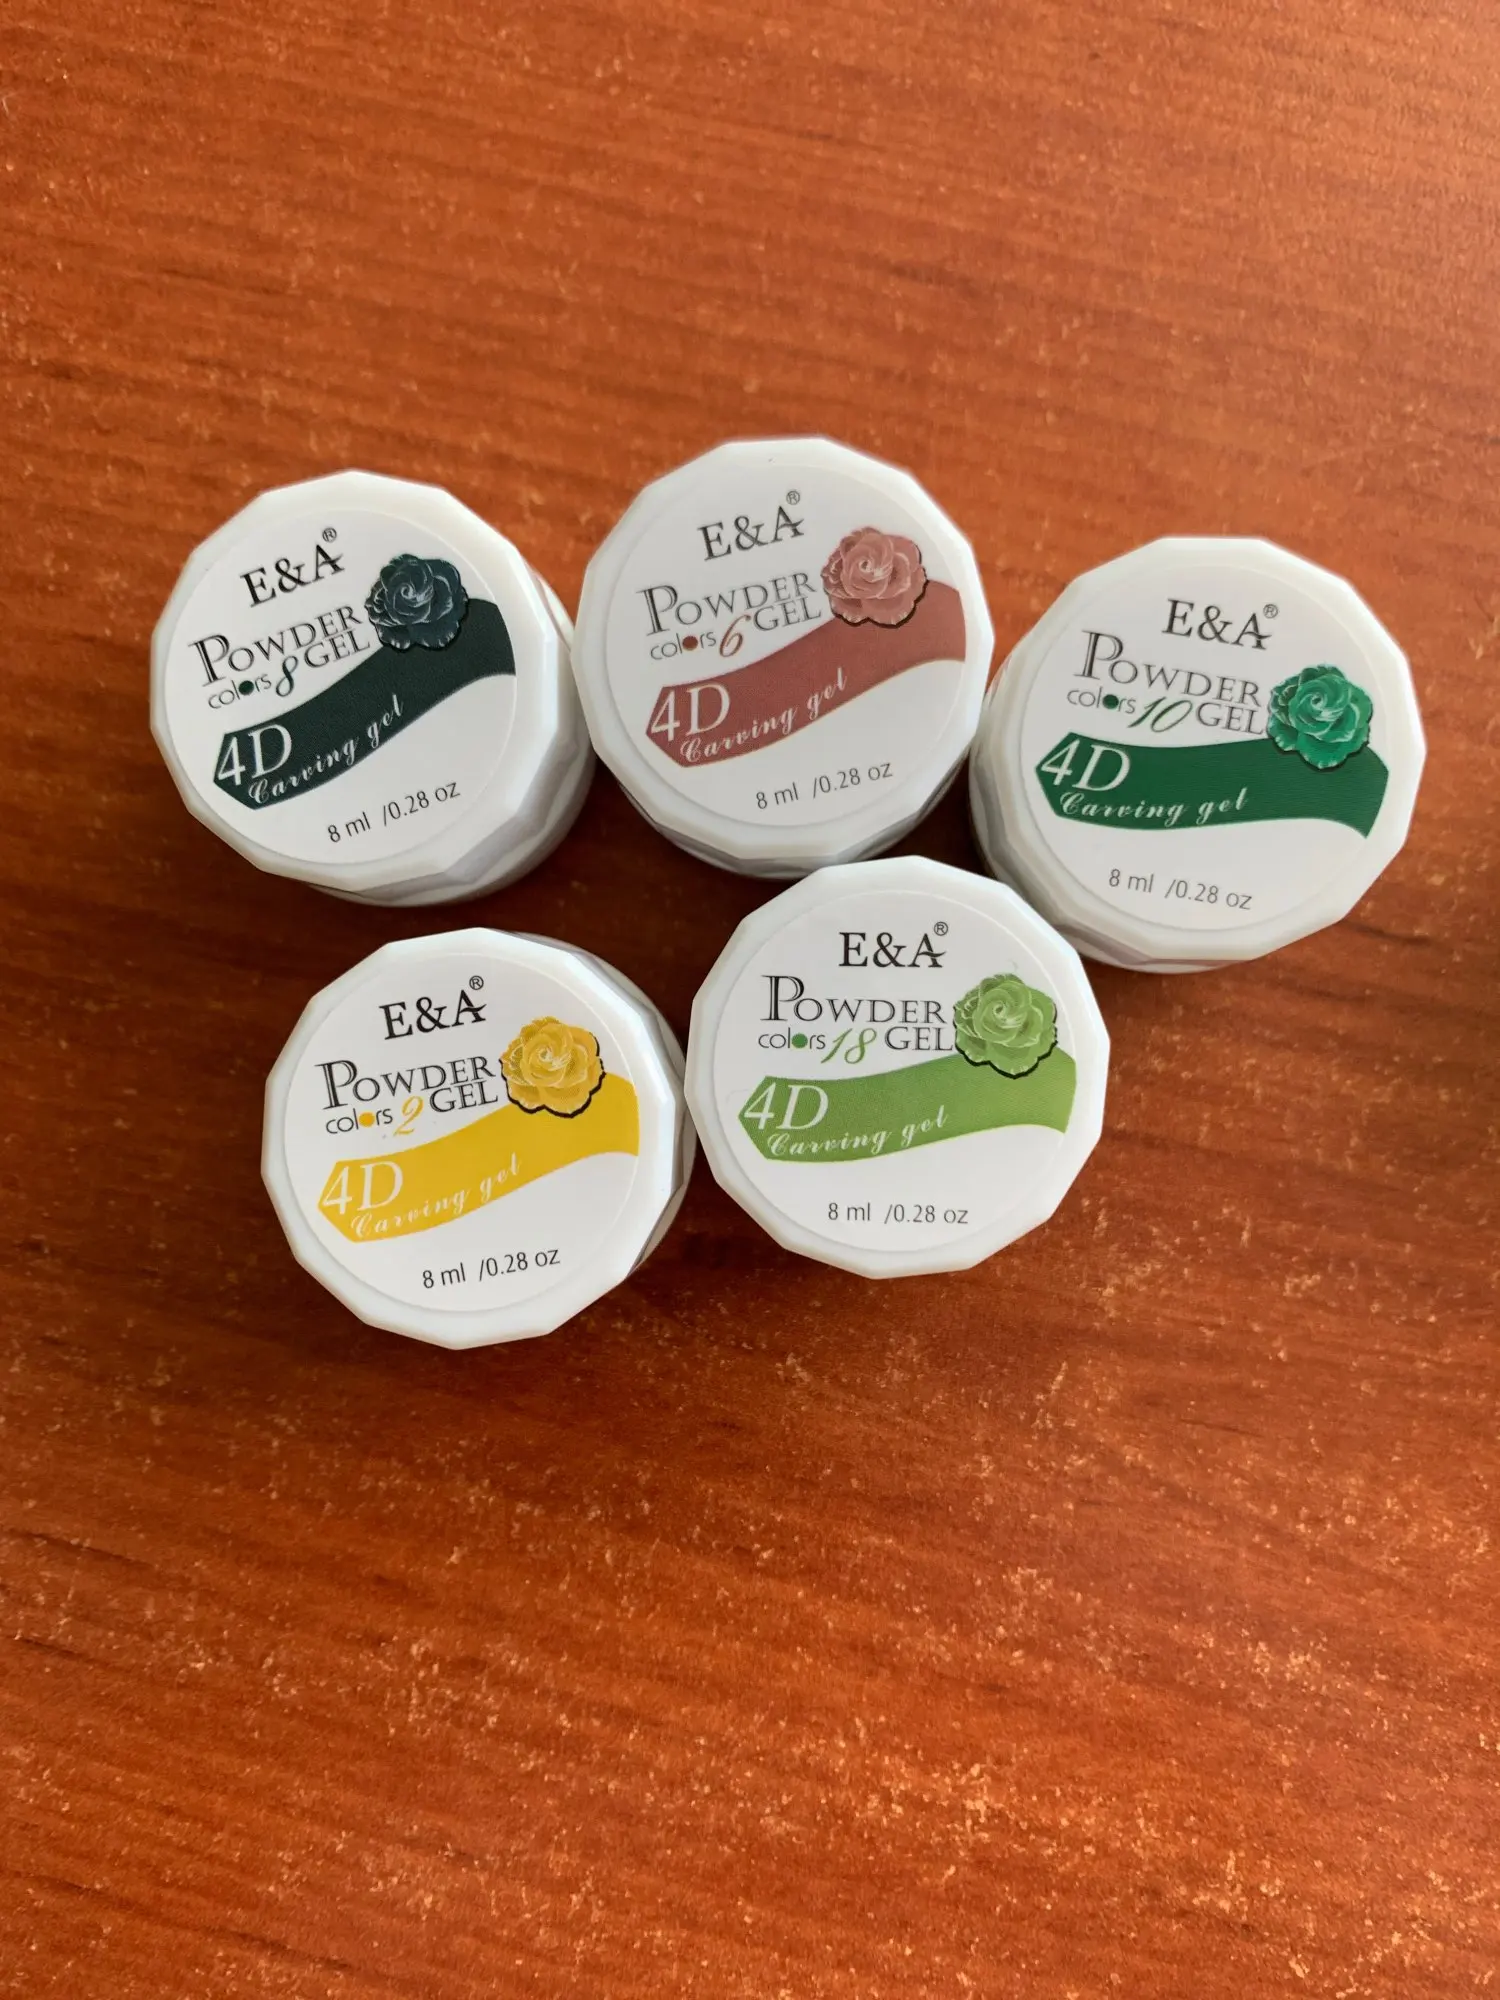 E&A®
POWDER
colors 8 GEL
4D
Carving gel
8 ml /0.28 oz
E&A®
POWDER
colors 6 GEL
4D
Carving gel
8 ml /0.28 oz
E&A®
POWDER
colors 10 GEL
4D
Carving gel
8 ml /0.28 oz
E&A®
POWDER
colors 2 GEL
4D
Carving gel
8 ml /0.28 oz
E&A®
POWDER
colors 18 GEL
4D
Carving gel
8 ml /0.28 oz